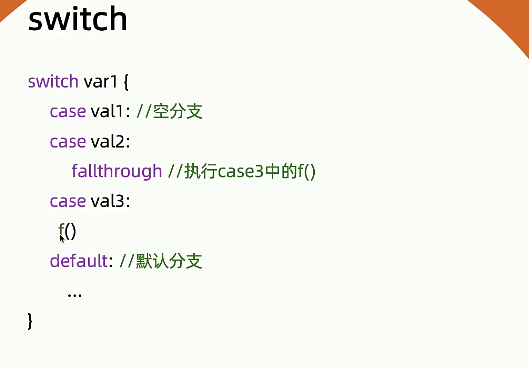 switch
switch var1 {
case val1: //空分支
case val2:
fallthrough //执行case3中的f()
case val3:
f()
default: //默认分支
...
}